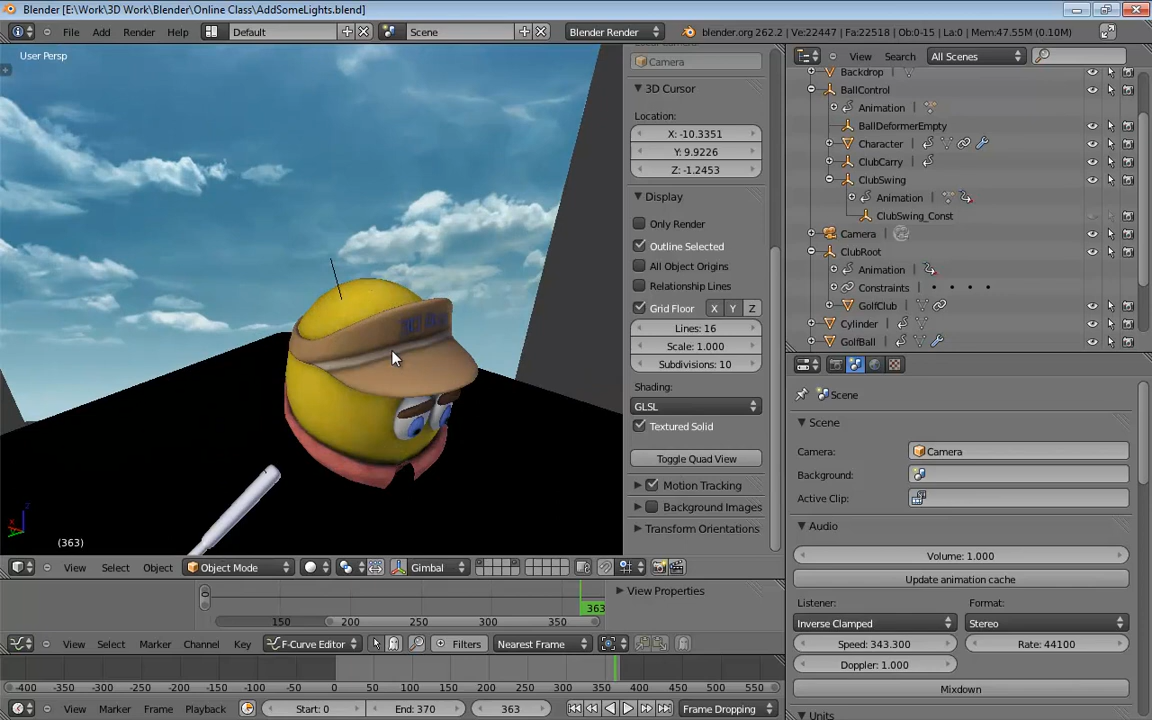 Blender [E:\Work\3D Work\Blender\Online Class\AddSomeLights.blend]
File Add Render Help Default Scene Blender Render blender.org 262.2 | Ve:22447 | Fa:22518 | Ob:0-15 | La:0 | Mem:47.55M (0.10M)
User Persp
Camera
3D Cursor
Location:
X: -10.3351
Y: 9.9226
Z: -1.2453
Display
Only Render
Outline Selected
All Object Origins
Relationship Lines
Grid Floor X Y Z
Lines: 16
Scale: 1.000
Subdivisions: 10
Shading:
GLSL
Textured Solid
Toggle Quad View
Motion Tracking
Background Images
Transform Orientations
(363)
View Select Object Object Mode Gimbal
View Search All Scenes
Backdrop
BallControl
Animation
BallDeformerEmpty
Character
ClubCarry
ClubSwing
Animation
ClubSwing_Const
Camera
ClubRoot
Animation
Constraints
GolfClub
Cylinder
GolfBall
Scene
Scene
Camera: Camera
Background:
Active Clip:
Audio
Volume: 1.000
Update animation cache
Listener: Format:
Inverse Clamped Stereo
Speed: 343.300 Rate: 44100
Doppler: 1.000
Mixdown
Units
View Properties
363
150 200 250 300 350
View Select Marker Channel Key F-Curve Editor Filters Nearest Frame
-400 -350 -300 -250 -200 -150 -100 -50 0 50 100 150 200 250 300 350 400 450 500 550
View Marker Frame Playback Start: 0 End: 370 363 Frame Dropping